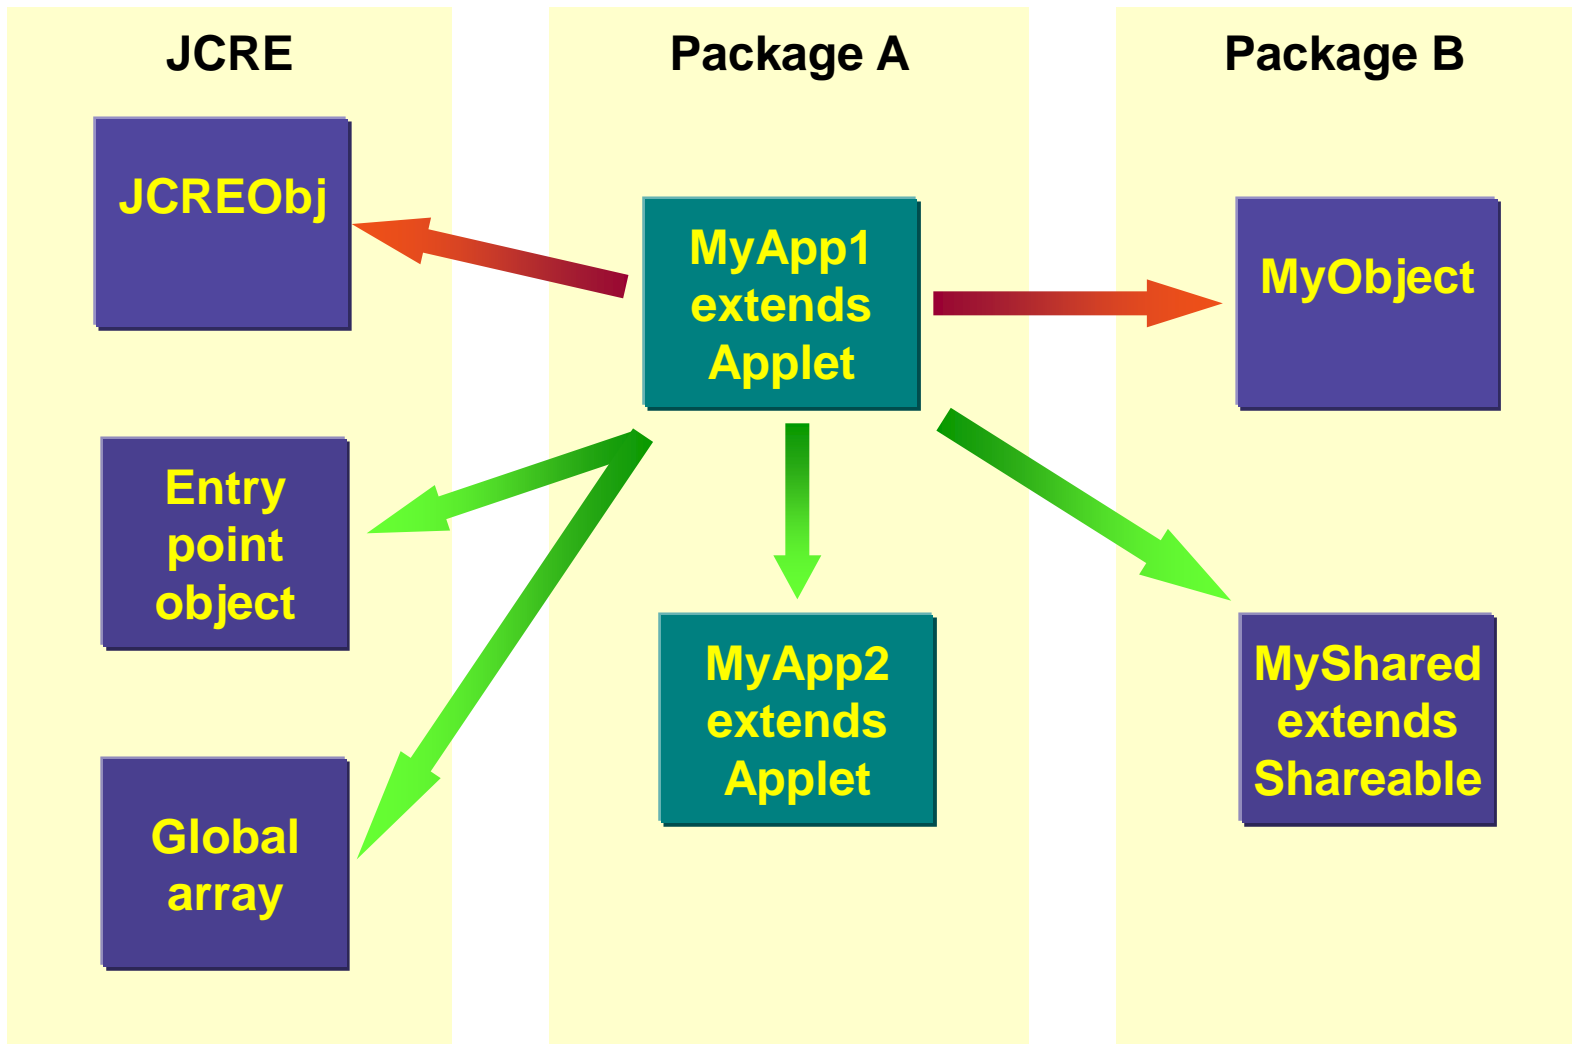 JCRE
JCREObj
Entry
point
object
Global
array
Package A
MyApp1
extends
Applet
MyApp2
extends
Applet
Package B
MyObject
MyShared
extends
Shareable